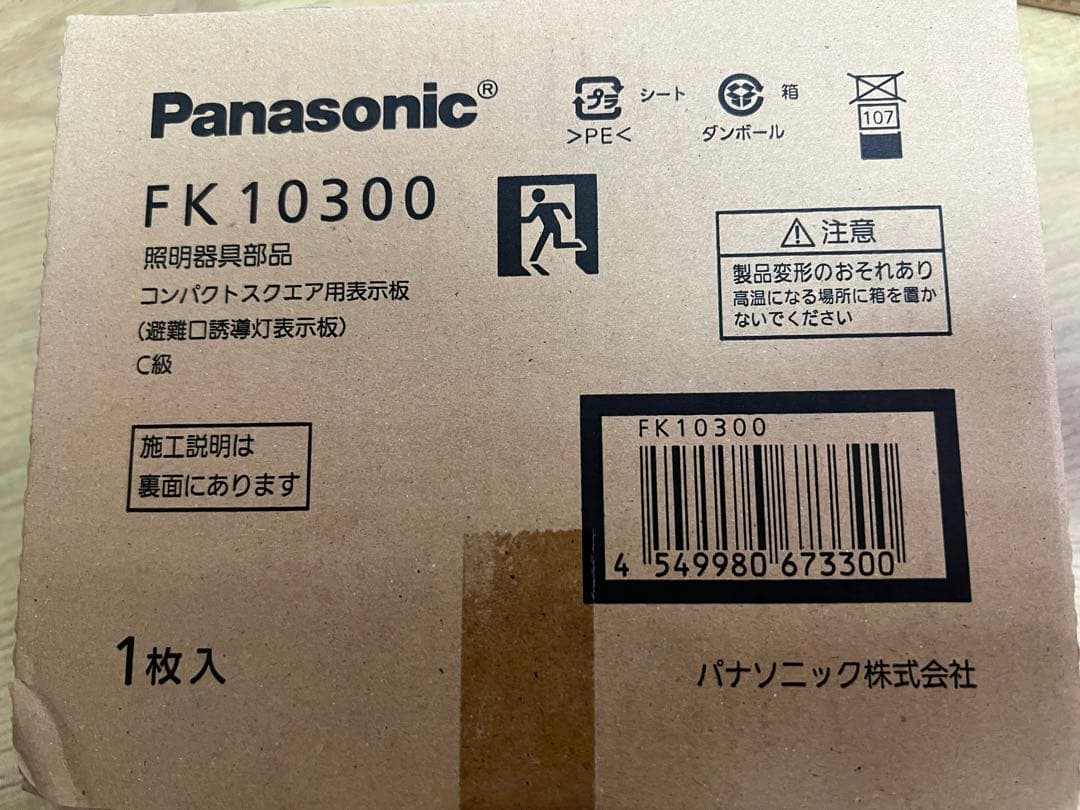 Panasonic®
プラ シート
>PE<
箱
ダンボール
107
FK10300
照明器具部品
コンパクトスクエア用表示板
(避難口誘導灯表示板)
C級
⚠注意
製品変形のおそれあり
高温になる場所に箱を置か
ないでください
施工説明は
裏面にあります
FK10300
4 549980 673300
1枚入
パナソニック株式会社